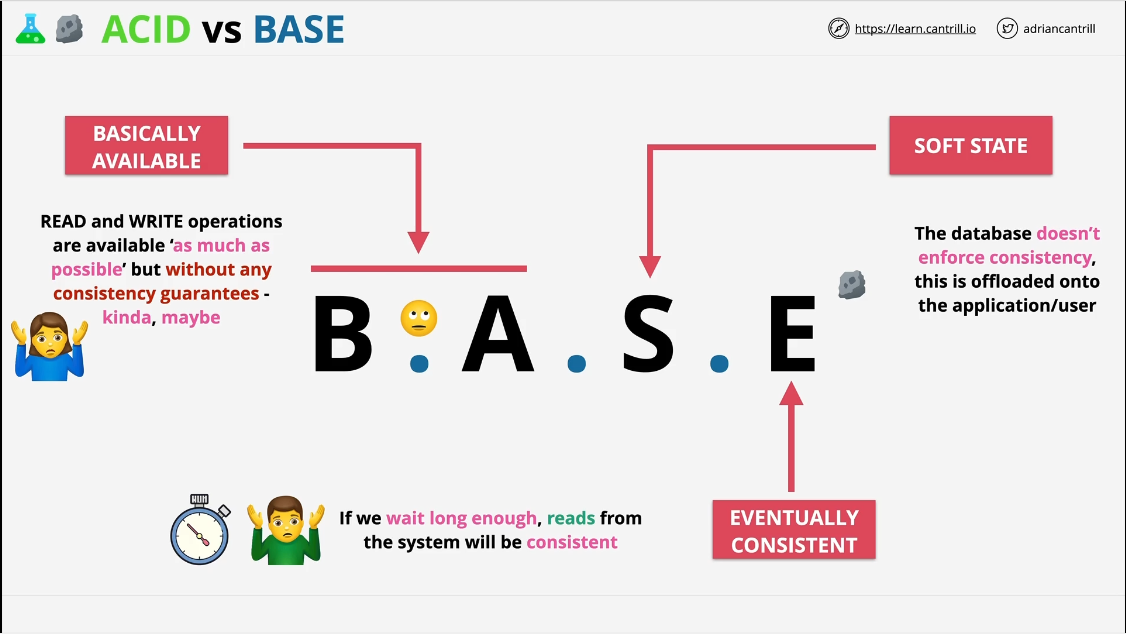 ACID vs BASE
https://learn.cantrill.io
adriancantrill
BASICALLY
AVAILABLE
READ and WRITE operations
are available ‘as much as
possible’ but without any
consistency guarantees -
kinda, maybe
SOFT STATE
The database doesn’t
enforce consistency,
this is offloaded onto
the application/user
B . A . S . E
If we wait long enough, reads from
the system will be consistent
EVENTUALLY
CONSISTENT